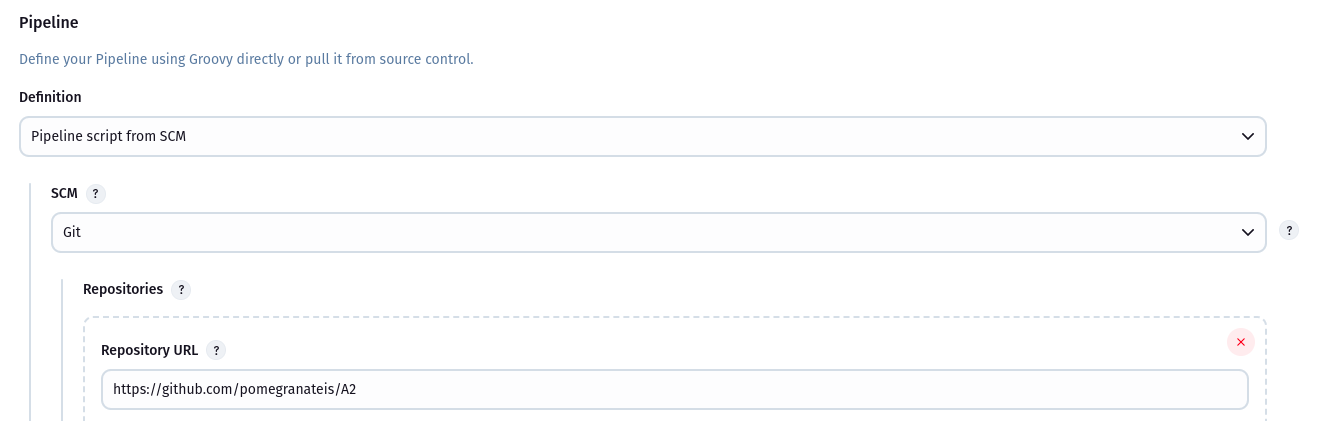 Pipeline
Define your Pipeline using Groovy directly or pull it from source control.
Definition
Pipeline script from SCM
SCM ?
Git
?
Repositories ?
Repository URL ?
https://github.com/pomegranateis/A2